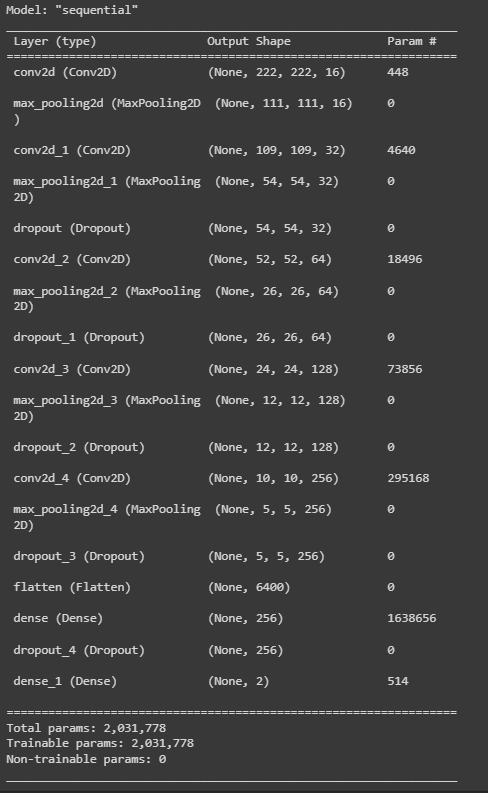 Model: "sequential"
Layer (type) Output Shape Param #
=================================================================
conv2d (Conv2D) (None, 222, 222, 16) 448
max_pooling2d (MaxPooling2D (None, 111, 111, 16) 0
)
conv2d_1 (Conv2D) (None, 109, 109, 32) 4640
max_pooling2d_1 (MaxPooling (None, 54, 54, 32) 0
2D)
dropout (Dropout) (None, 54, 54, 32) 0
conv2d_2 (Conv2D) (None, 52, 52, 64) 18496
max_pooling2d_2 (MaxPooling (None, 26, 26, 64) 0
2D)
dropout_1 (Dropout) (None, 26, 26, 64) 0
conv2d_3 (Conv2D) (None, 24, 24, 128) 73856
max_pooling2d_3 (MaxPooling (None, 12, 12, 128) 0
2D)
dropout_2 (Dropout) (None, 12, 12, 128) 0
conv2d_4 (Conv2D) (None, 10, 10, 256) 295168
max_pooling2d_4 (MaxPooling (None, 5, 5, 256) 0
2D)
dropout_3 (Dropout) (None, 5, 5, 256) 0
flatten (Flatten) (None, 6400) 0
dense (Dense) (None, 256) 1638656
dropout_4 (Dropout) (None, 256) 0
dense_1 (Dense) (None, 2) 514
=================================================================
Total params: 2,031,778
Trainable params: 2,031,778
Non-trainable params: 0